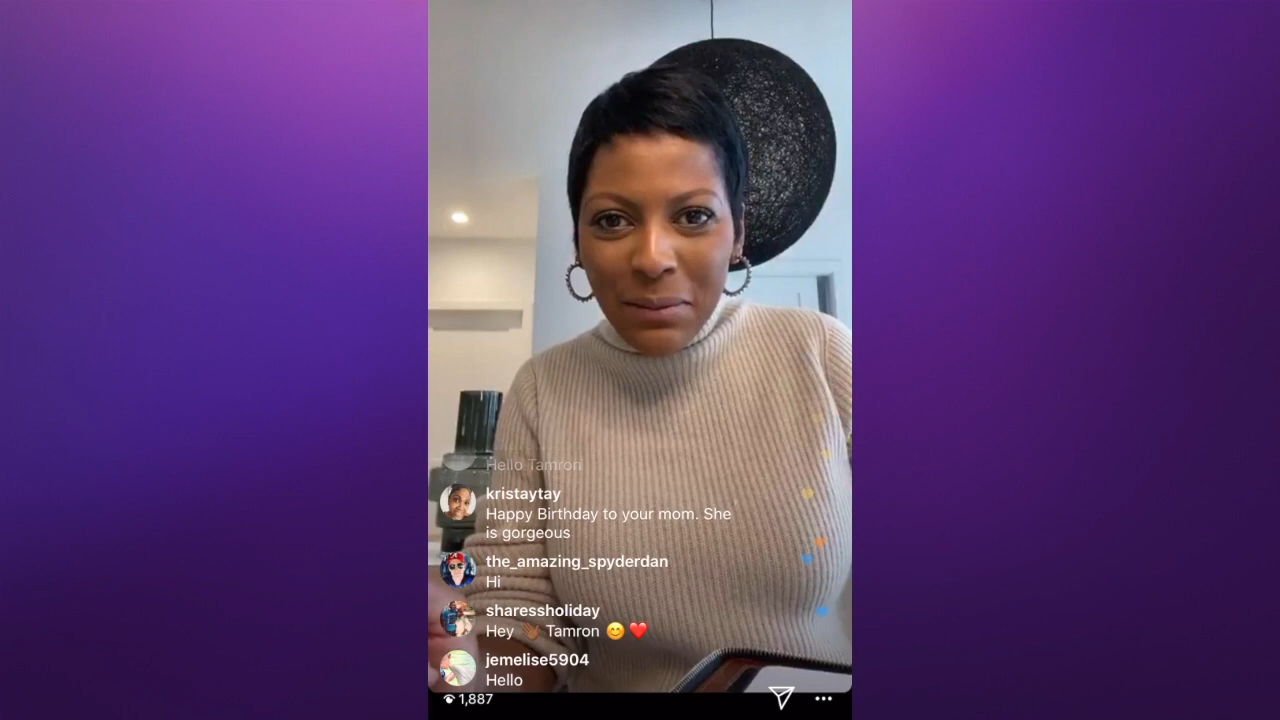 Hello Tamron
kristaytay
Happy Birthday to your mom. She
is gorgeous
the_amazing_spyderdan
Hi
sharessholiday
Hey 👋🏾 Tamron 😊 ❤️
jemelise5904
Hello
1,887